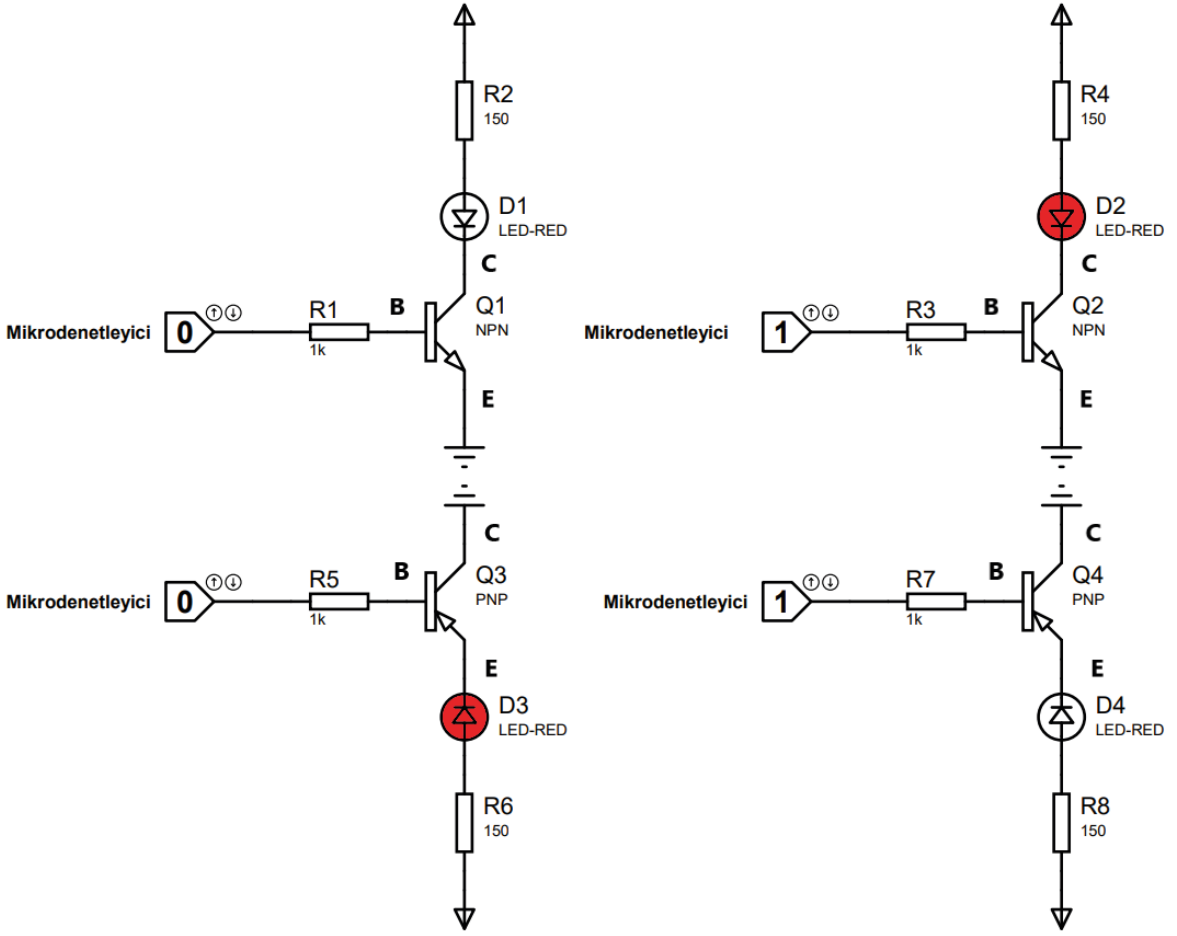 R2
150
D1
LED-RED
C
R1
B
Q1
NPN
Mikrodenetleyici
0
1k
E
R4
150
D2
LED-RED
C
R3
B
Q2
NPN
Mikrodenetleyici
1
1k
E
C
R5
B
Q3
PNP
Mikrodenetleyici
0
1k
E
D3
LED-RED
R6
150
C
R7
B
Q4
PNP
Mikrodenetleyici
1
1k
E
D4
LED-RED
R8
150